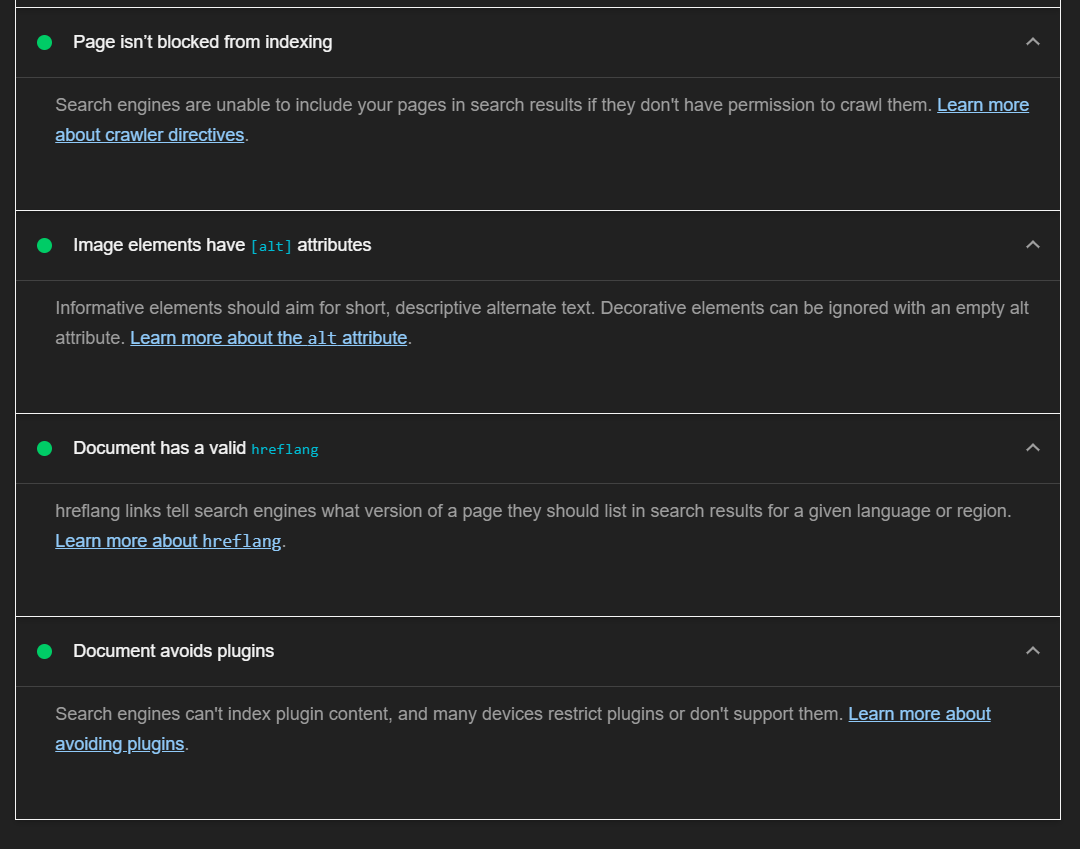 Page isn’t blocked from indexing
Search engines are unable to include your pages in search results if they don't have permission to crawl them. Learn more
about crawler directives.
Image elements have [alt] attributes
Informative elements should aim for short, descriptive alternate text. Decorative elements can be ignored with an empty alt
attribute. Learn more about the alt attribute.
Document has a valid hreflang
hreflang links tell search engines what version of a page they should list in search results for a given language or region.
Learn more about hreflang.
Document avoids plugins
Search engines can't index plugin content, and many devices restrict plugins or don't support them. Learn more about
avoiding plugins.